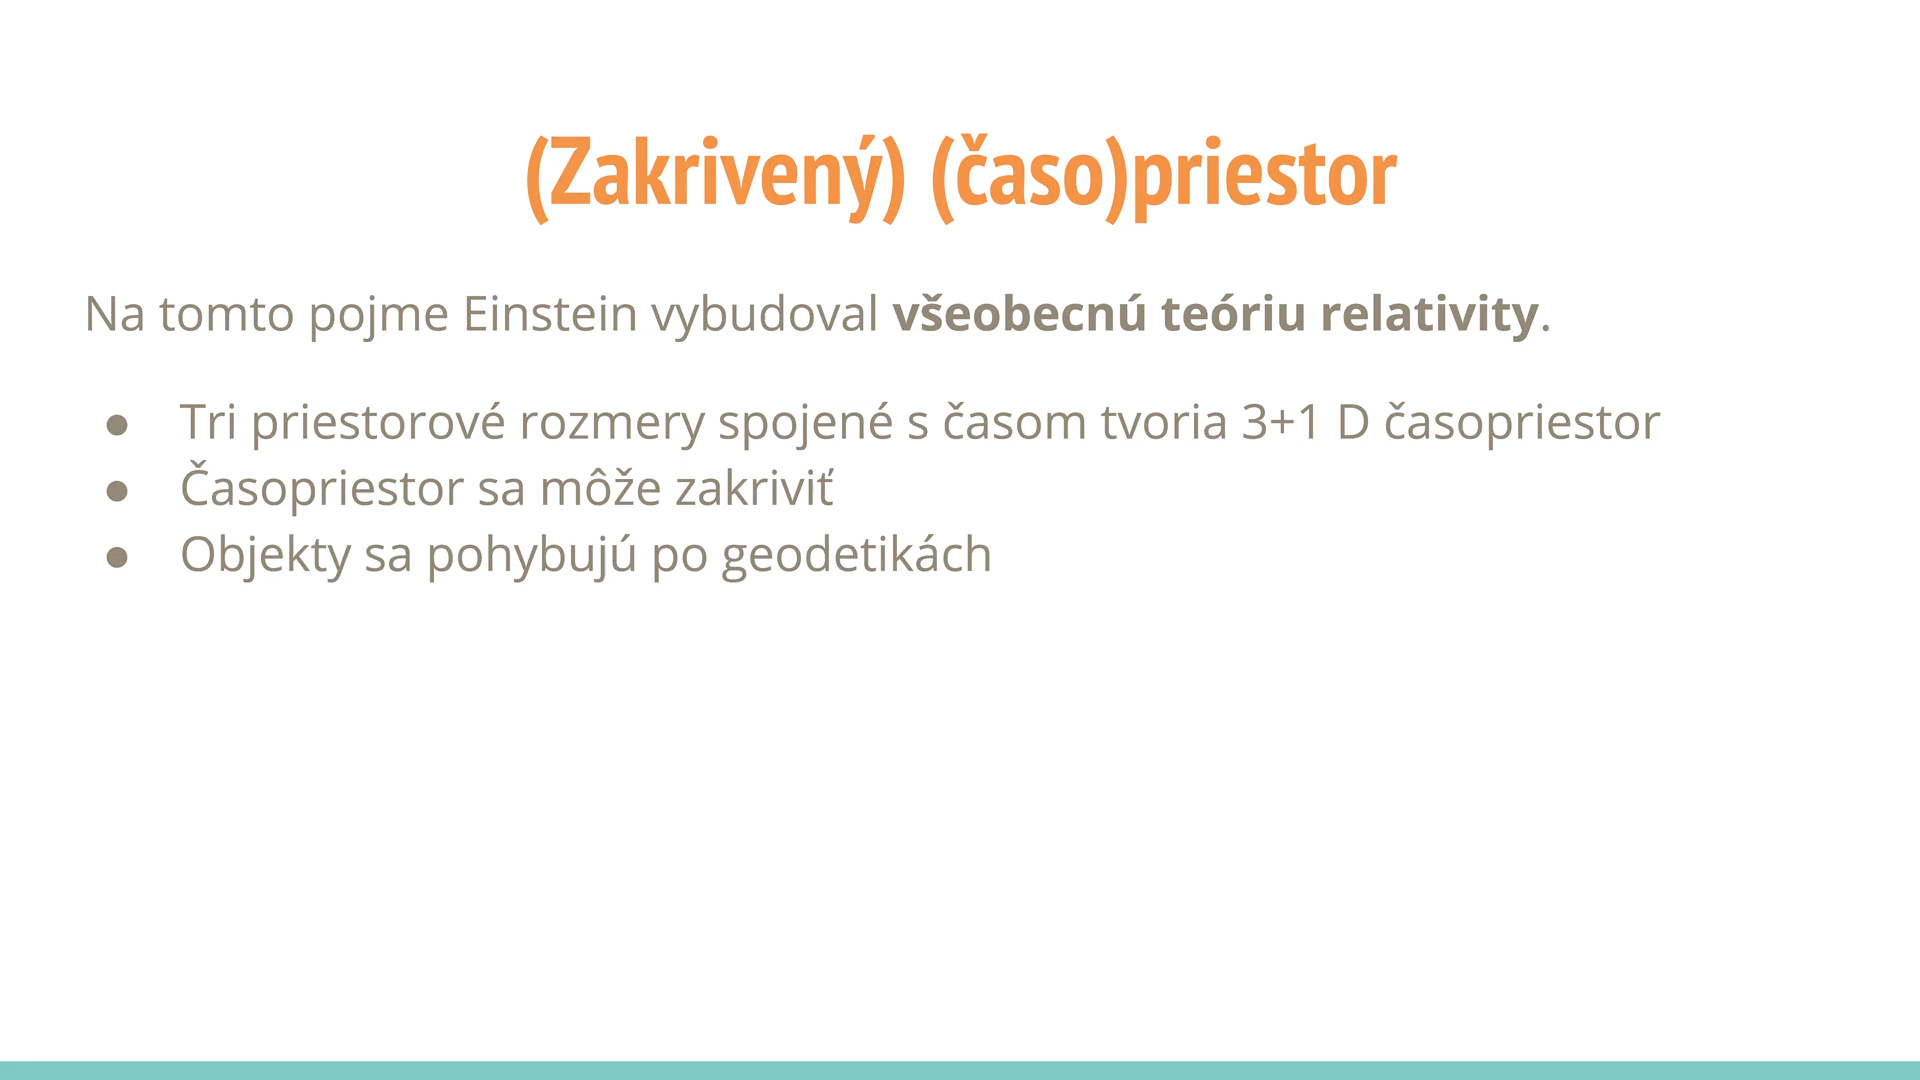 (Zakrivený) (časo)priestor
Na tomto pojme Einstein vybudoval všeobecnú teóriu relativity.
● Tri priestorové rozmery spojené s časom tvoria 3+1 D časopriestor
● Časopriestor sa môže zakriviť
● Objekty sa pohybujú po geodetikách